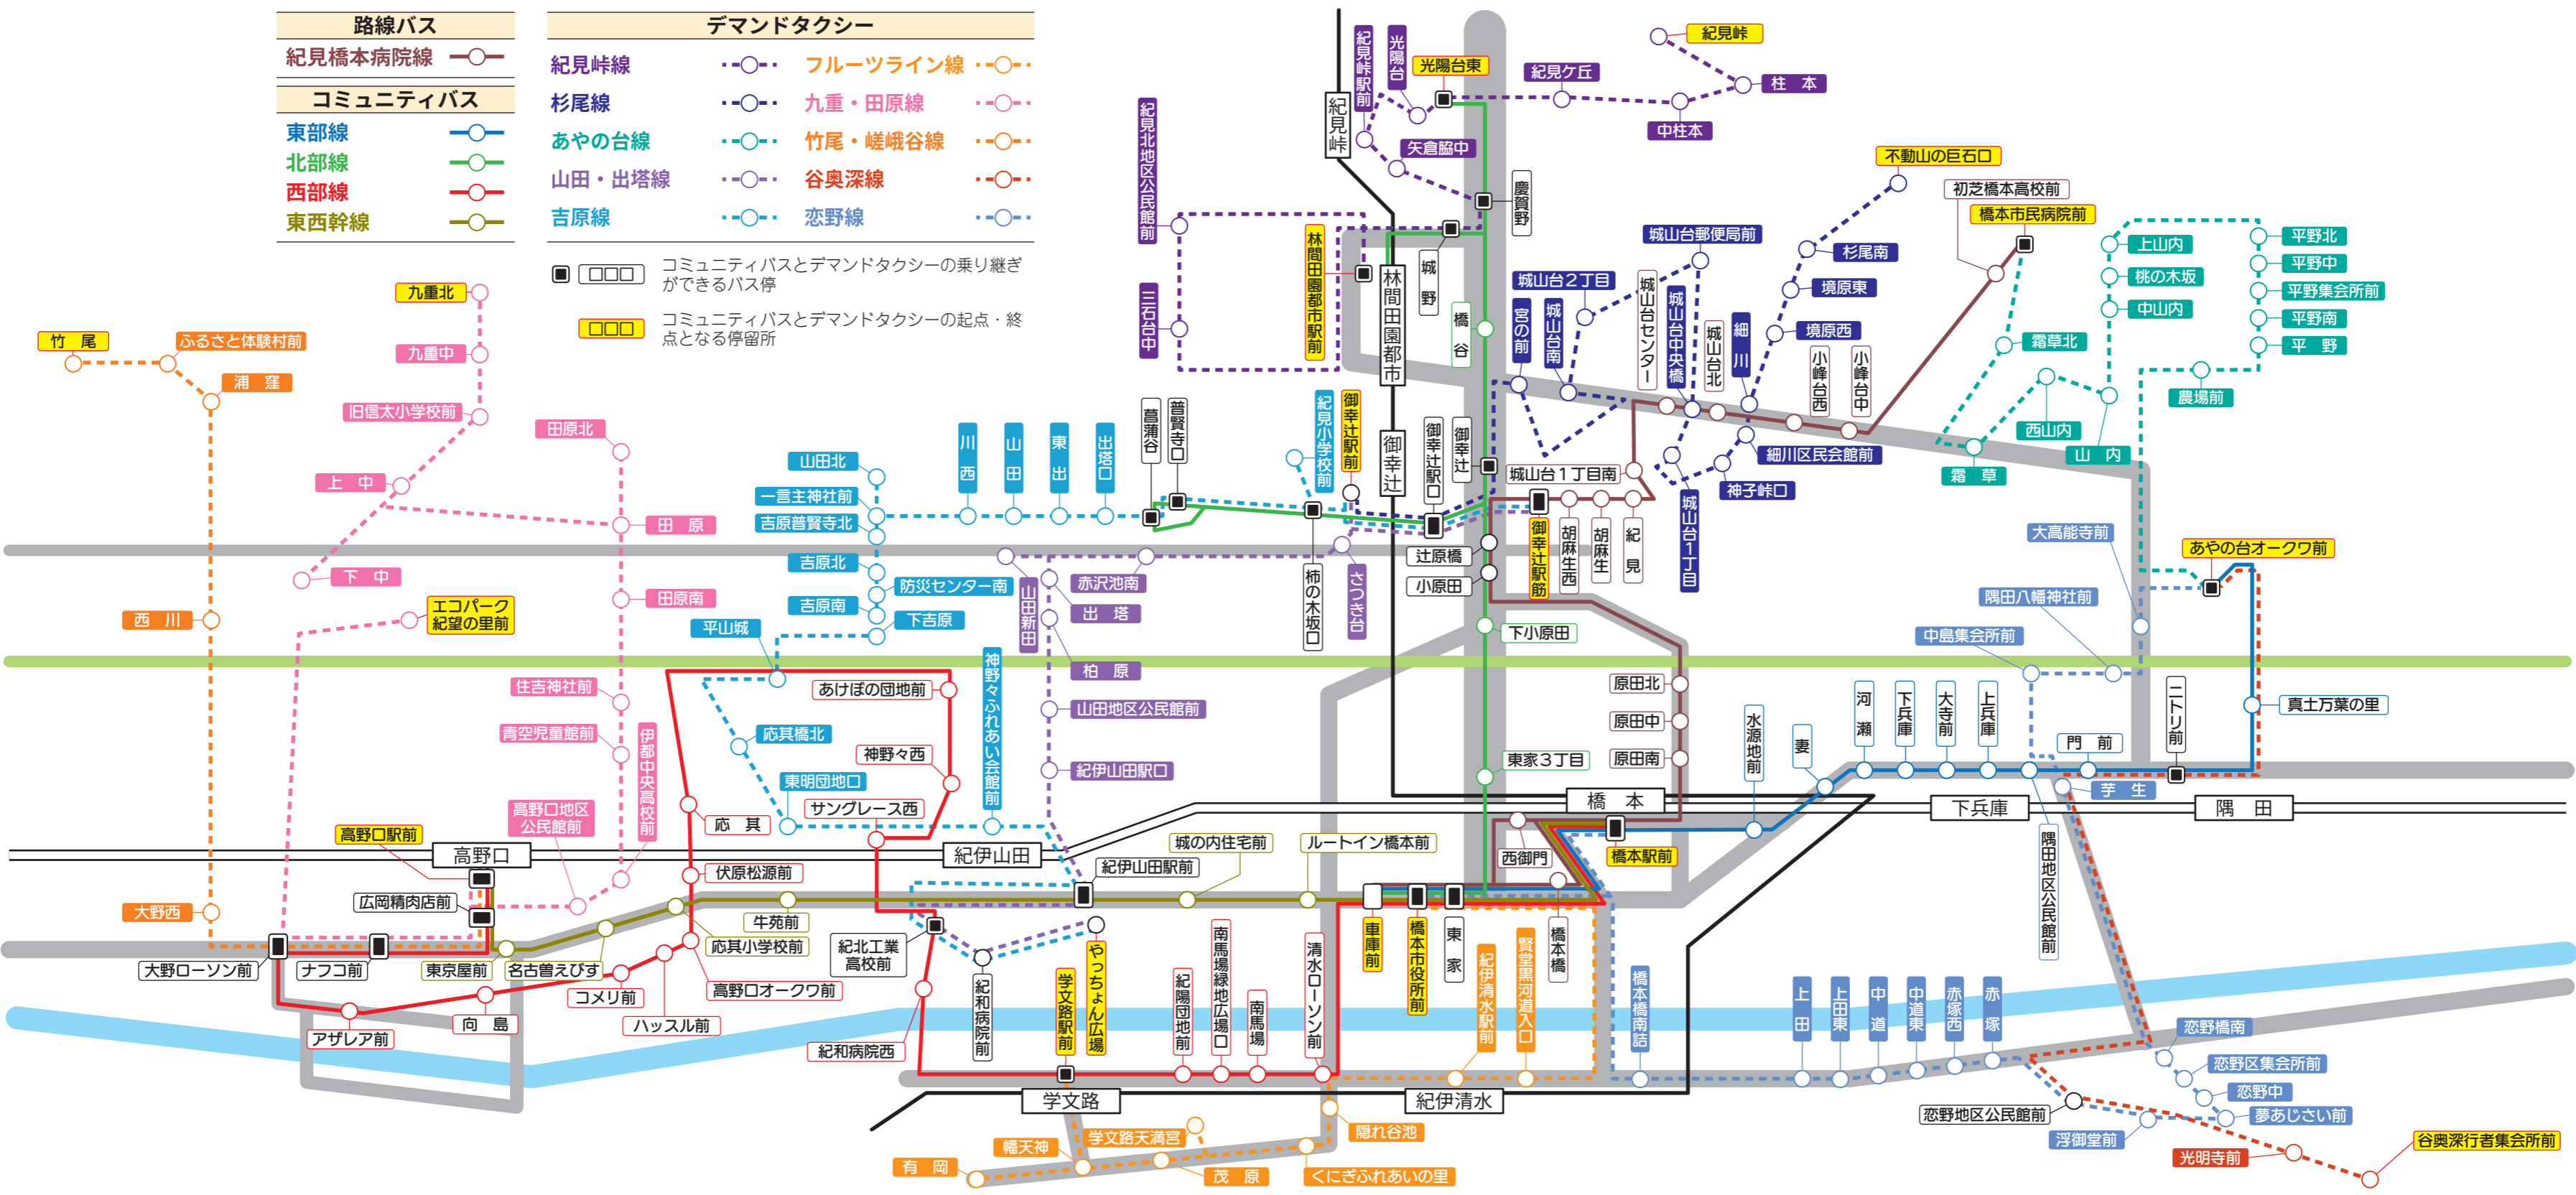 路線バス
紀見橋本病院線
コミュニティバス
東部線
北部線
西部線
東西幹線
デマンドタクシー
紀見峠線
杉尾線
あやの台線
山田・出塔線
吉原線
フルーツライン線
九重・田原線
竹尾・嵯峨谷線
谷奥深線
恋野線
□□□
コミュニティバスとデマンドタクシーの乗り継ぎ
ができるバス停
□□□
コミュニティバスとデマンドタクシーの起点・終
点となる停留所
紀見峠
紀見峠駅前
光陽台
光陽台東
紀見ケ丘
紀見峠
柱 本
中柱本
矢倉脇中
慶賀野
紀見北地区公民館前
三石台中
林間田園都市駅前
林間田園都市
城 野
橋 谷
不動山の巨石口
杉尾南
境原東
境原西
細 川
細川区民会館前
神子峠口
城山台郵便局前
城山台2丁目
宮の前
城山台南
城山台センター
城山台中央橋
城山台北
城山台1丁目
城山台1丁目南
小峰台西
小峰台中
初芝橋本高校前
橋本市民病院前
上山内
桃の木坂
中山内
平野北
平野中
平野集会所前
平野南
平 野
農場前
霜草北
西山内
山 内
霜 草
九重北
九重中
旧信太小学校前
上 中
下 中
田原北
田 原
田原南
住吉神社前
青空児童館前
伊都中央高校前
高野口地区
公民館前
エコパーク
紀望の里前
竹 尾
ふるさと体験村前
浦 窪
西 川
大野西
山田北
一言主神社前
吉原普賢寺北
吉原北
防災センター南
吉原南
下吉原
平山城
応其橋北
東明団地口
神野々ふれあい会館前
川 西
山 田
東 出
出塔口
菖蒲谷
普賢寺口
紀見小学校前
御幸辻駅前
御幸辻
御幸辻駅口
御幸辻
柿の木坂口
さつき台
赤沢池南
山田新田
出 塔
柏 原
山田地区公民館前
紀伊山田駅口
辻原橋
小原田
御幸辻駅筋
胡麻生西
胡麻生
紀 見
下小原田
東家3丁目
原田北
原田中
原田南
大高能寺前
あやの台オークワ前
隅田八幡神社前
中島集会所前
ニトリ前
真土万葉の里
門 前
芋 生
水源地前
妻
河 瀬
下兵庫
大寺前
上兵庫
隅田地区公民館前
橋 本
下兵庫
隅 田
橋本駅前
西御門
橋本橋
あけぼの団地前
神野々西
サングレース西
応 其
伏原松源前
高野口駅前
高野口
広岡精肉店前
大野ローソン前
ナフコ前
東京屋前
名古曽えびす
応其小学校前
牛苑前
アザレア前
向 島
コメリ前
ハッスル前
高野口オークワ前
紀伊山田
紀伊山田駅前
城の内住宅前
ルートイン橋本前
紀北工業
高校前
紀和病院西
紀和病院前
やっちょん広場
学文路駅前
紀陽団地前
南馬場緑地広場口
南馬場
清水ローソン前
車庫前
橋本市役所前
東 家
紀伊清水駅前
賢堂黒河道入口
橋本橋南詰
上 田
上田東
中 道
中道東
赤塚西
赤 塚
学文路
紀伊清水
幡天神
学文路天満宮
有 岡
茂 原
くにぎふれあいの里
隠れ谷池
恋野橋南
恋野区集会所前
恋野中
夢あじさい前
恋野地区公民館前
浮御堂前
光明寺前
谷奥深行者集会所前